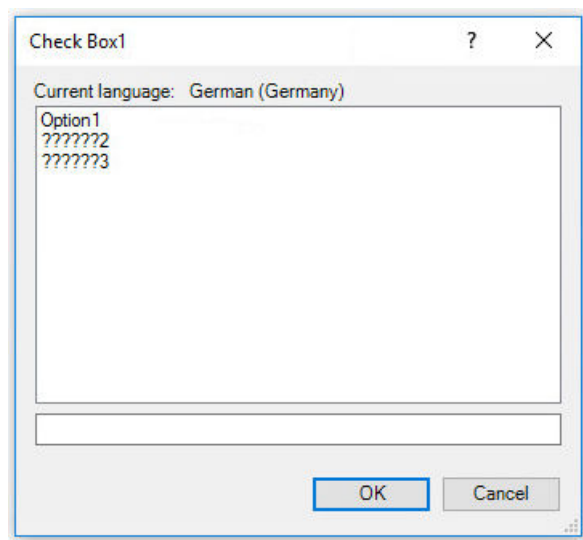 Check Box1 ? ×
Current language: German (Germany)
Option1
??????2
??????3
OK Cancel